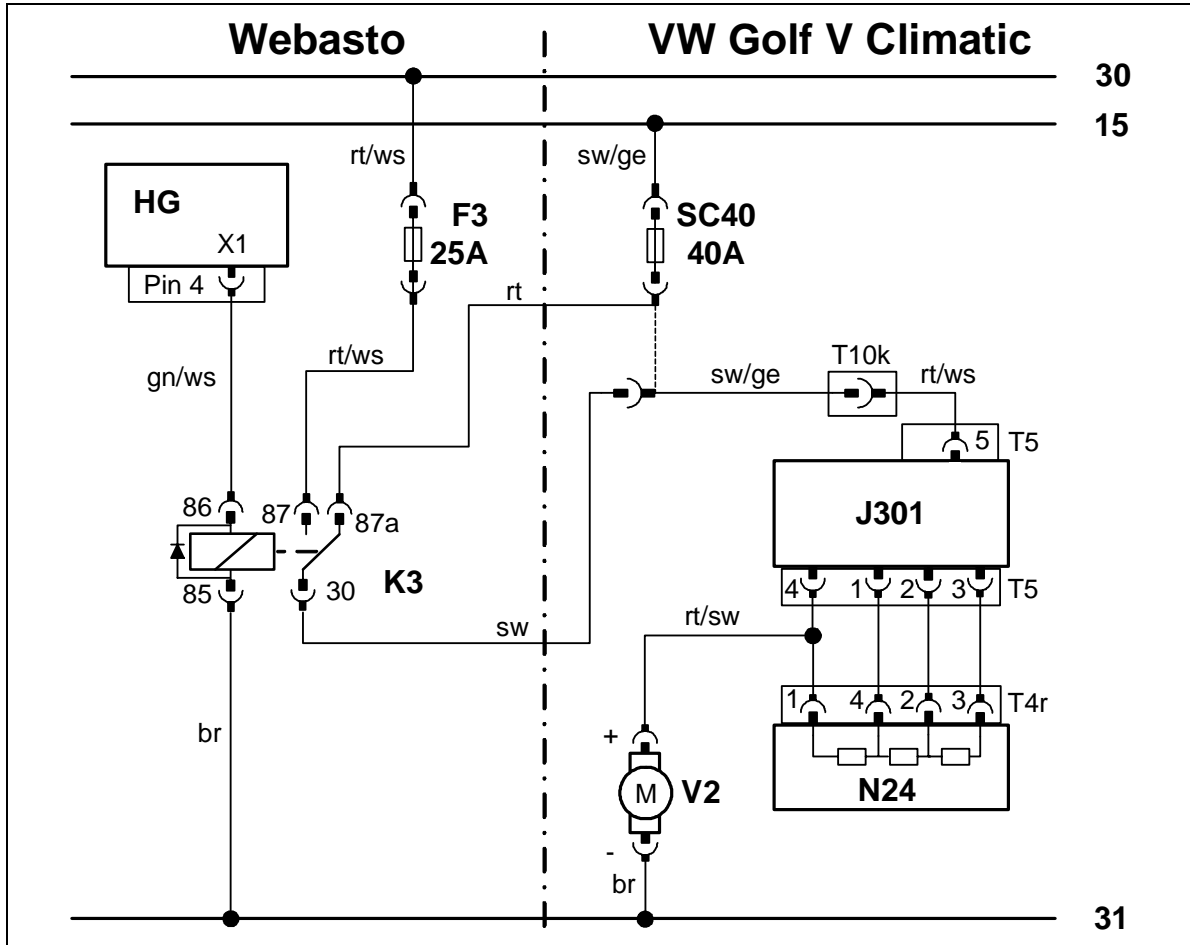 Webasto VW Golf V Climatic
30
15
rt/ws sw/ge
HG F3 SC40
25A 40A
X1
Pin 4
rt
rt/ws T10k
gn/ws sw/ge rt/ws
5 T5
86 87 87a J301
85 30 K3 4 1 2 3 T5
sw rt/sw
1 4 2 3 T4r
br +
M V2 N24
-
br
31